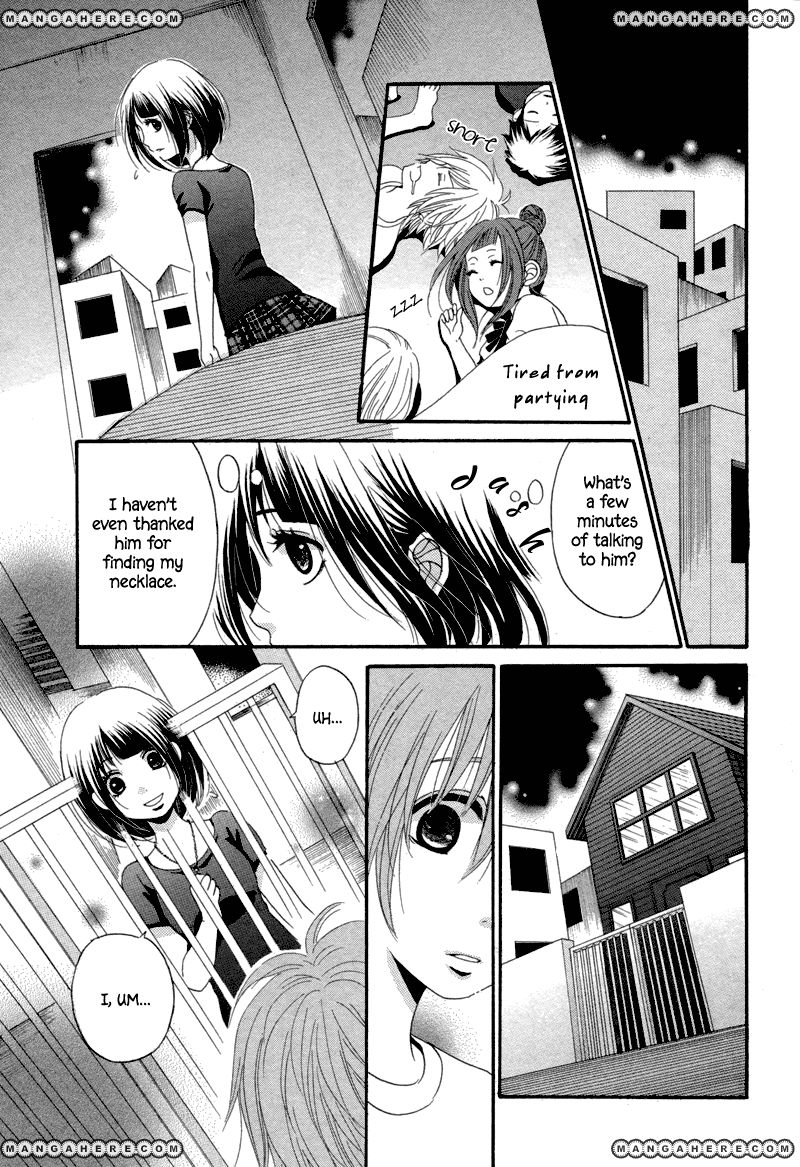 MANGAHERE.COM
MANGAHERE.COM
snort
zzz
Tired from
partying
What's
a few
minutes
of talking
to him?
dash
I haven't
even thanked
him for
finding my
necklace.
UH...
I, UM...
MANGAHERE.COM
MANGAHERE.COM